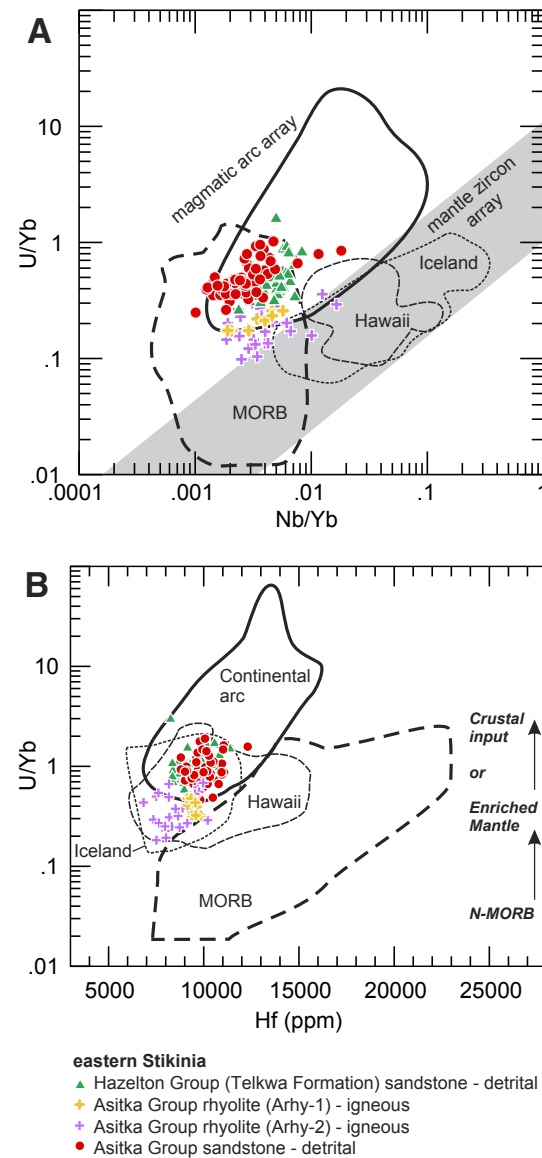 A
10
1
.1
.01
U/Yb
magmatic arc array
mantle zircon
array
Iceland
Hawaii
MORB
.0001
.001
.01
.1
1
Nb/Yb
B
10
1
.1
.01
U/Yb
Continental
arc
Hawaii
Iceland
MORB
Crustal
input
or
Enriched
Mantle
N-MORB
5000
10000
15000
20000
25000
Hf (ppm)
eastern Stikinia
Hazelton Group (Telkwa Formation) sandstone - detrital
Asitka Group rhyolite (Arhy-1) - igneous
Asitka Group rhyolite (Arhy-2) - igneous
Asitka Group sandstone - detrital